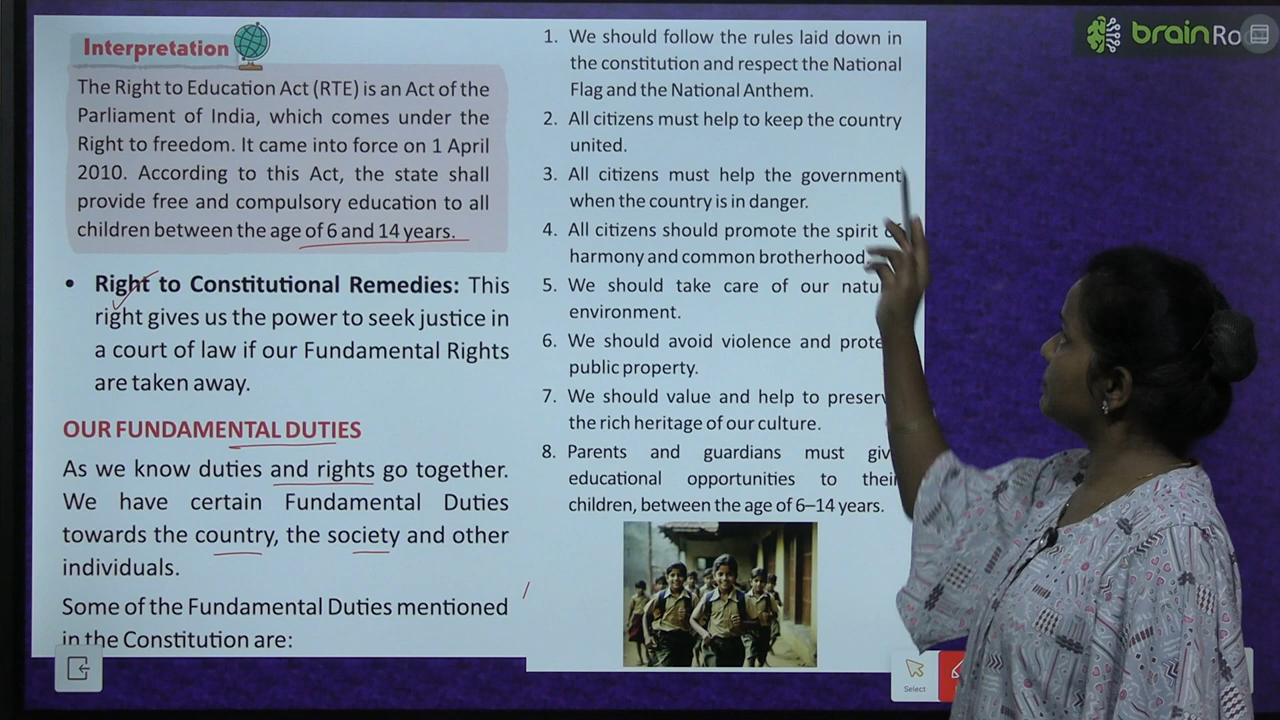 Interpretation
The Right to Education Act (RTE) is an Act of the
Parliament of India, which comes under the
Right to freedom. It came into force on 1 April
2010. According to this Act, the state shall
provide free and compulsory education to all
children between the age of 6 and 14 years.
• Right to Constitutional Remedies: This
right gives us the power to seek justice in
a court of law if our Fundamental Rights
are taken away.
OUR FUNDAMENTAL DUTIES
As we know duties and rights go together.
We have certain Fundamental Duties
towards the country, the society and other
individuals.
Some of the Fundamental Duties mentioned
in the Constitution are:
1. We should follow the rules laid down in
the constitution and respect the National
Flag and the National Anthem.
2. All citizens must help to keep the country
united.
3. All citizens must help the government
when the country is in danger.
4. All citizens should promote the spirit
harmony and common brotherhood
5. We should take care of our natu
environment.
6. We should avoid violence and prote
public property.
7. We should value and help to preserv
the rich heritage of our culture.
8. Parents and guardians must giv
educational opportunities to their
children, between the age of 6–14 years.
brainRo
Select